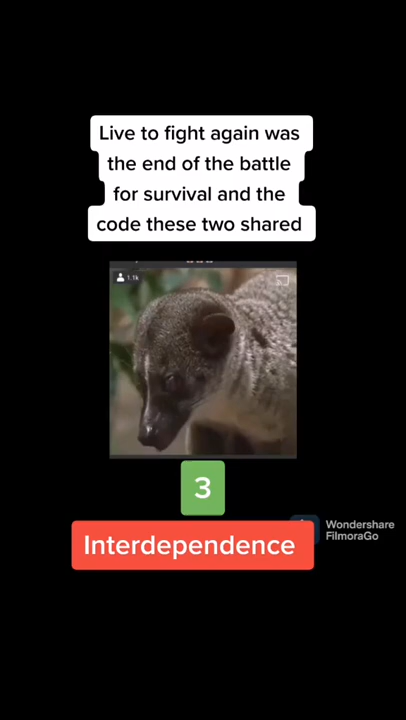 Live to fight again was
the end of the battle
for survival and the
code these two shared
1.1k
3
Interdependence
Wondershare
FilmoraGo